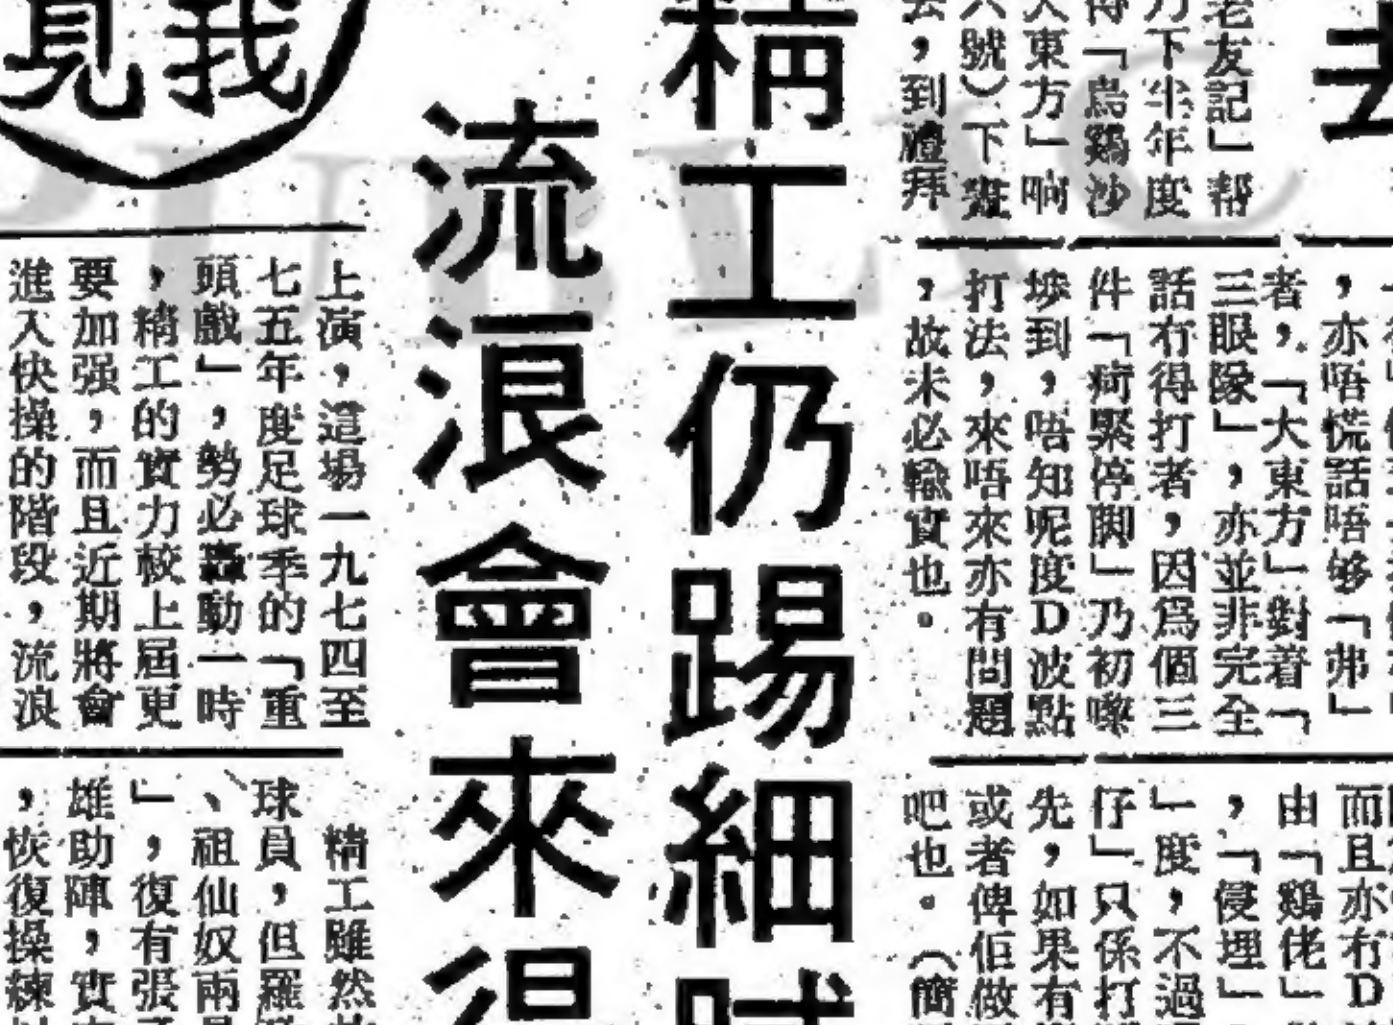 老友記」幇
乃下半年度
得「烏鷄沙
大東方」响
六號）下晝
去，到禮拜
，亦唔慌話唔够「弗」
者，「大東方」對着「
三眼隊」，亦並非完全
話冇得打者，因爲個三
件「痾緊停開」乃初嚟
埗到，唔知呢度D波點
打法，來唔來亦有問題
，故未必輸實也。
而且亦冇D
由「鷄佬」
，「侵埋」
」度，不過
仔」只係打
先，如果有
或者俾佢做
吧也。（簡
精工仍踢細
流浪會來得
我
見
上演，這場一九七四至
七五年度足球季的「重
頭戲」，勢必轟動一時
，精工的實力較上屆更
要加强，而且近期將會
進入快操的階段，流浪
精工雖然
球員，但羅
、祖仙奴兩
」，復有張
雄助陣，實
，恢復操練
PUBLIC